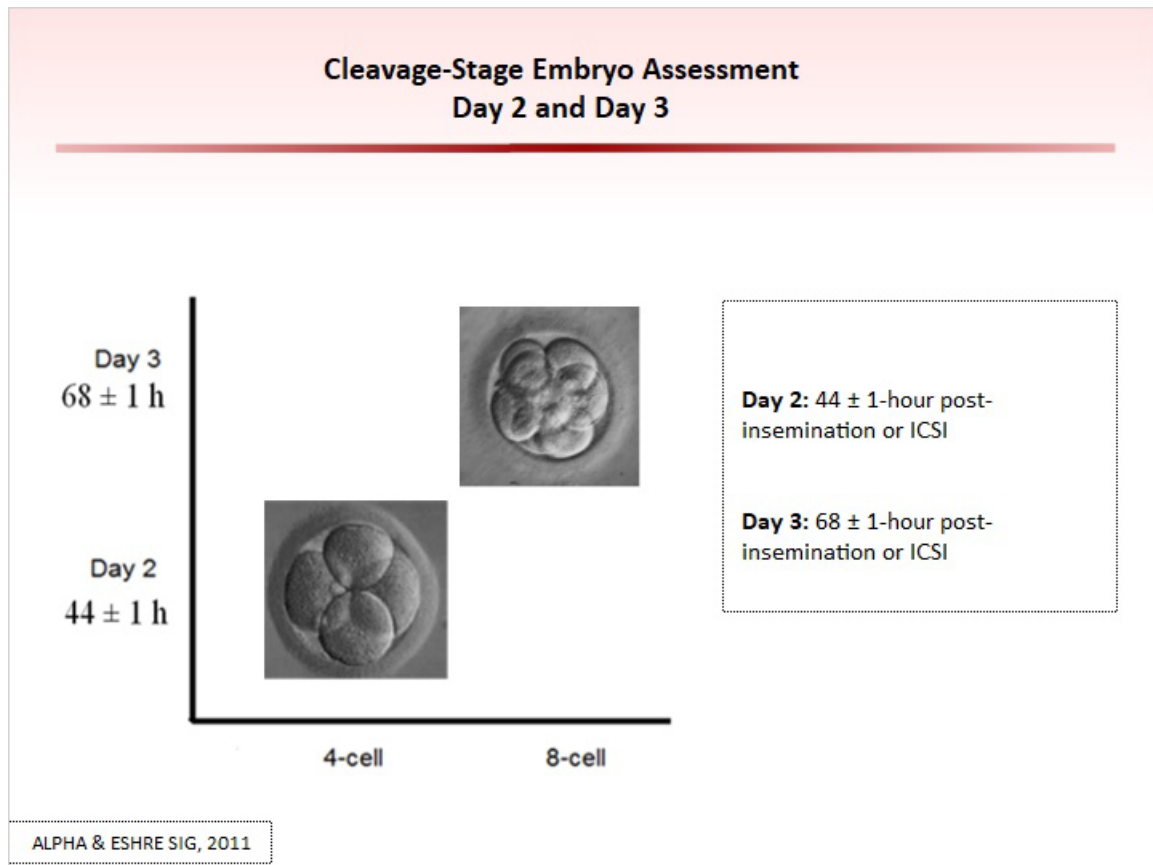 Cleavage-Stage Embryo Assessment
Day 2 and Day 3
Day 3
68 ± 1 h
Day 2
44 ± 1 h
4-cell
8-cell
Day 2: 44 ± 1-hour post-
insemination or ICSI
Day 3: 68 ± 1-hour post-
insemination or ICSI
ALPHA & ESHRE SIG, 2011